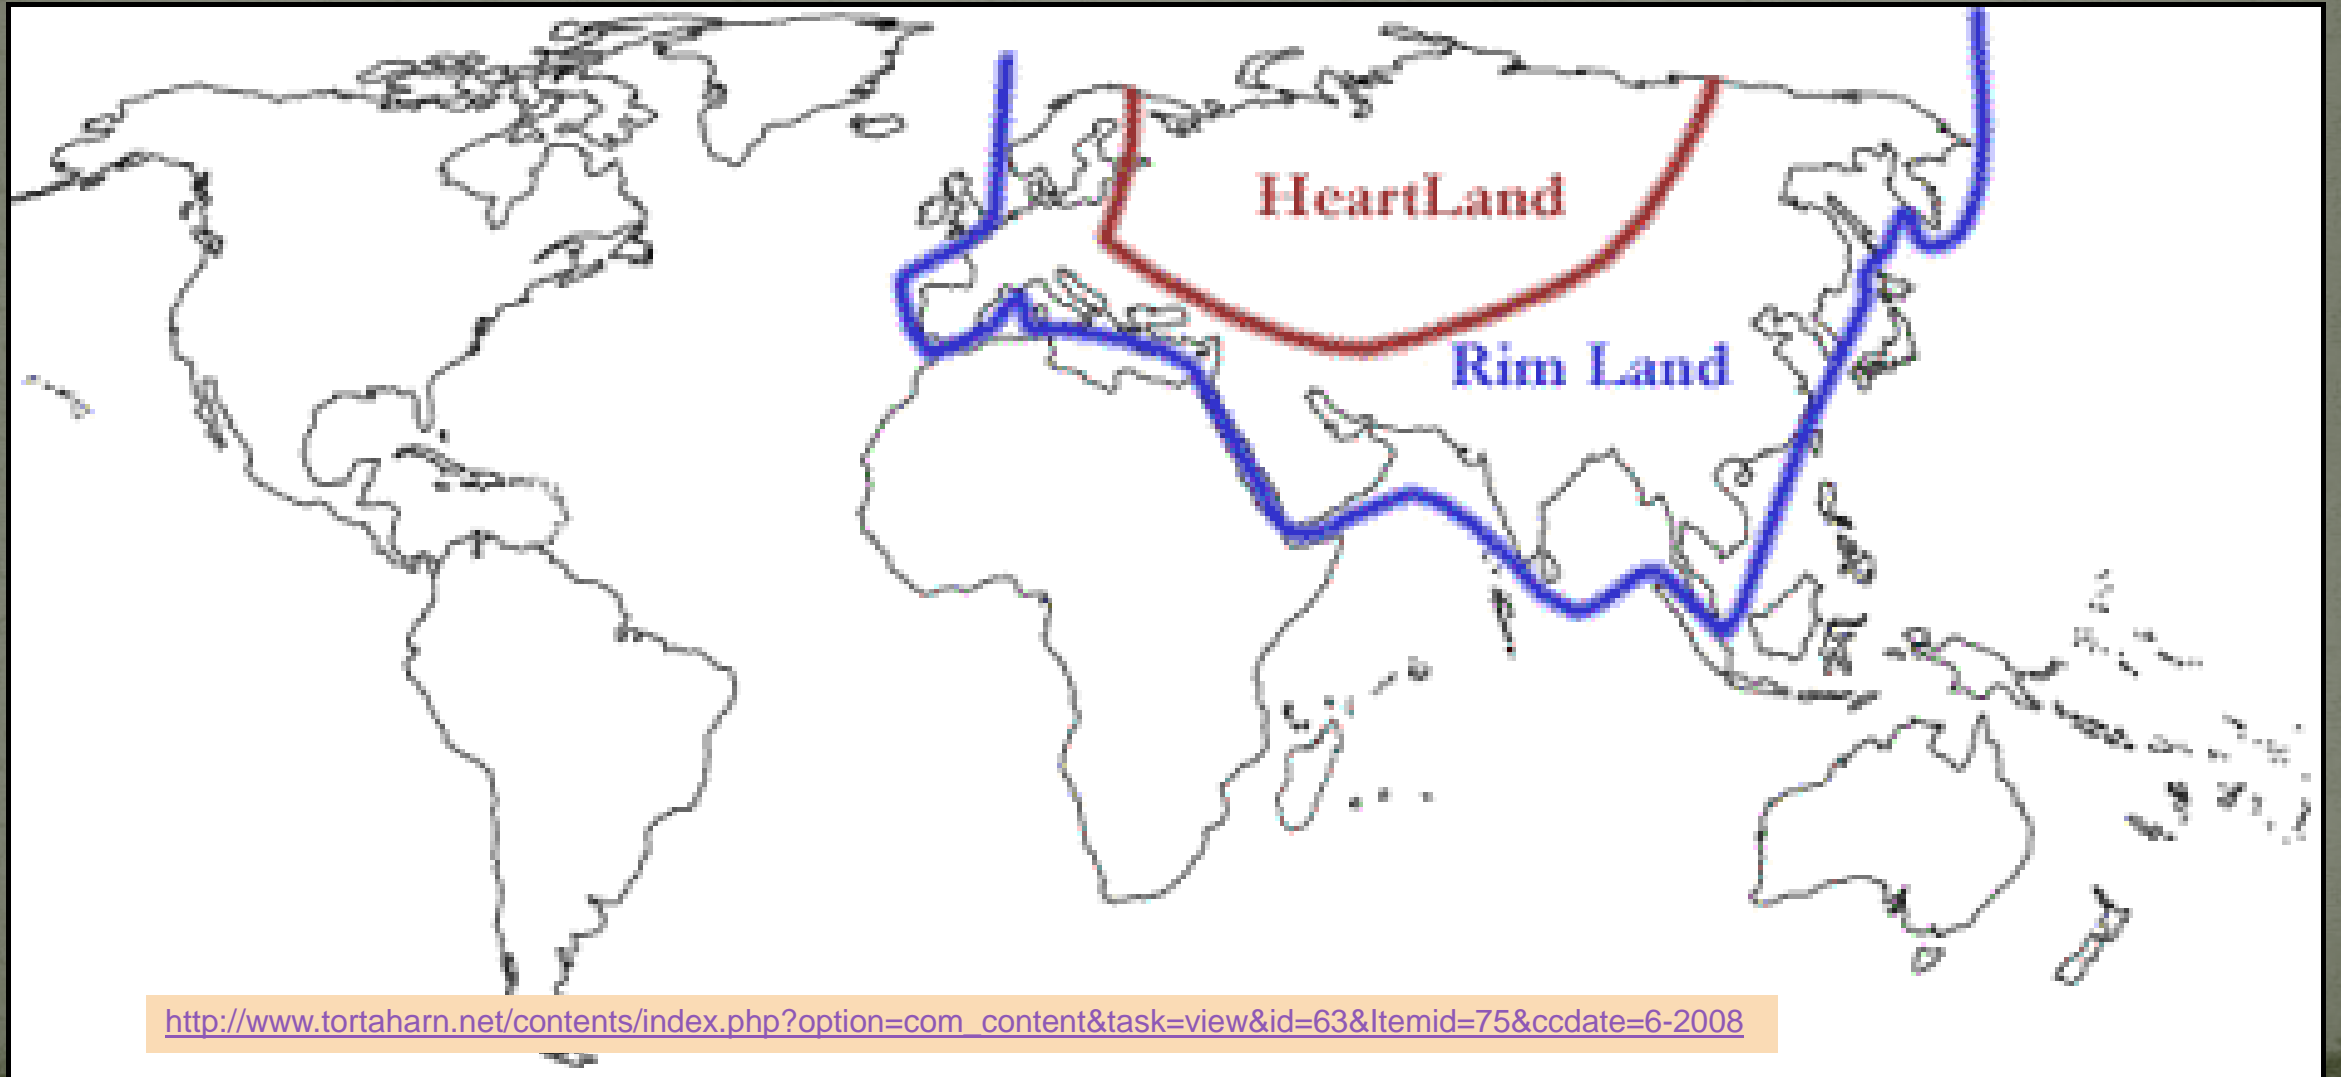 HeartLand
Rim Land
http://www.tortaharn.net/contents/index.php?option=com_content&task=view&id=63&Itemid=75&ccdate=6-2008